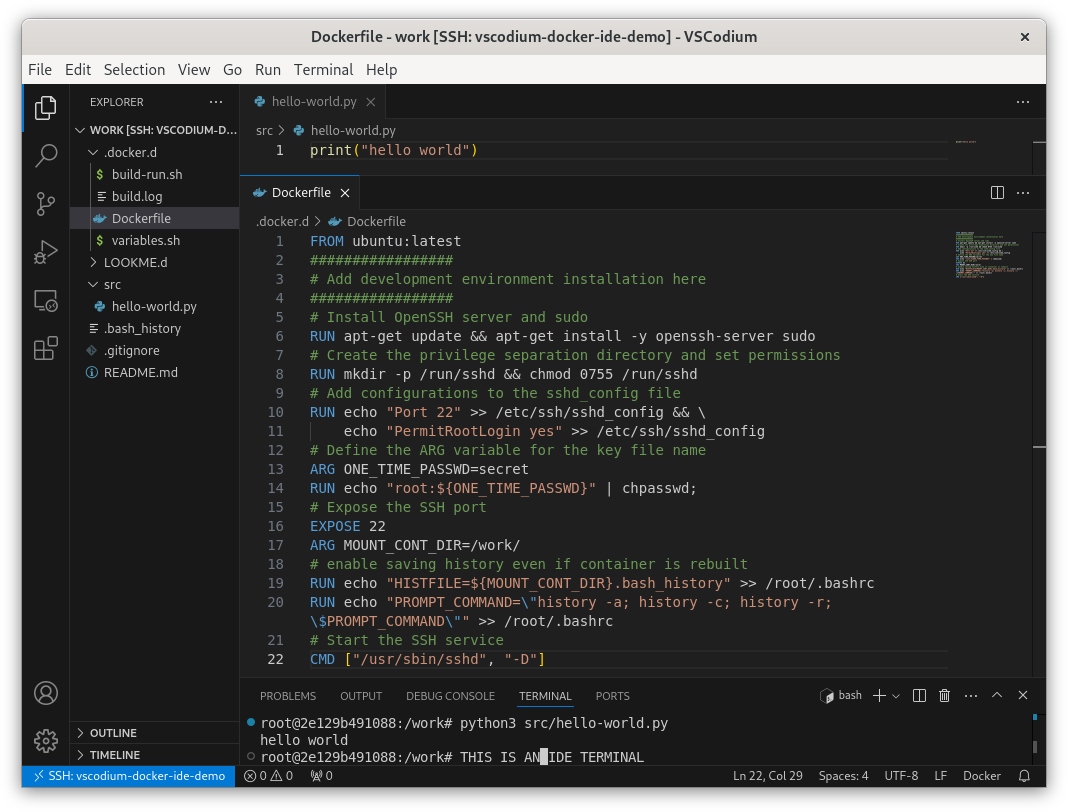 Dockerfile - work [SSH: vscodium-docker-ide-demo] - VSCodium
File Edit Selection View Go Run Terminal Help
EXPLORER
WORK [SSH: VSCODIUM-D...
.docker.d
build-run.sh
build.log
Dockerfile
variables.sh
LOOKME.d
src
hello-world.py
.bash_history
.gitignore
README.md
OUTLINE
TIMELINE
hello-world.py
src > hello-world.py
1 print("hello world")
Dockerfile
.docker.d > Dockerfile
1 FROM ubuntu:latest
2 #################
3 # Add development environment installation here
4 #################
5 # Install OpenSSH server and sudo
6 RUN apt-get update && apt-get install -y openssh-server sudo
7 # Create the privilege separation directory and set permissions
8 RUN mkdir -p /run/sshd && chmod 0755 /run/sshd
9 # Add configurations to the sshd_config file
10 RUN echo "Port 22" >> /etc/ssh/sshd_config && \
11 echo "PermitRootLogin yes" >> /etc/ssh/sshd_config
12 # Define the ARG variable for the key file name
13 ARG ONE_TIME_PASSWD=secret
14 RUN echo "root:${ONE_TIME_PASSWD}" | chpasswd;
15 # Expose the SSH port
16 EXPOSE 22
17 ARG MOUNT_CONT_DIR=/work/
18 # enable saving history even if container is rebuilt
19 RUN echo "HISTFILE=${MOUNT_CONT_DIR}.bash_history" >> /root/.bashrc
20 RUN echo "PROMPT_COMMAND=\"history -a; history -c; history -r;
\$PROMPT_COMMAND\"" >> /root/.bashrc
21 # Start the SSH service
22 CMD ["/usr/sbin/sshd", "-D"]
PROBLEMS OUTPUT DEBUG CONSOLE TERMINAL PORTS bash
root@2e129b491088:/work# python3 src/hello-world.py
hello world
root@2e129b491088:/work# THIS IS AN IDE TERMINAL
SSH: vscodium-docker-ide-demo 0 0 0 Ln 22, Col 29 Spaces: 4 UTF-8 LF Docker